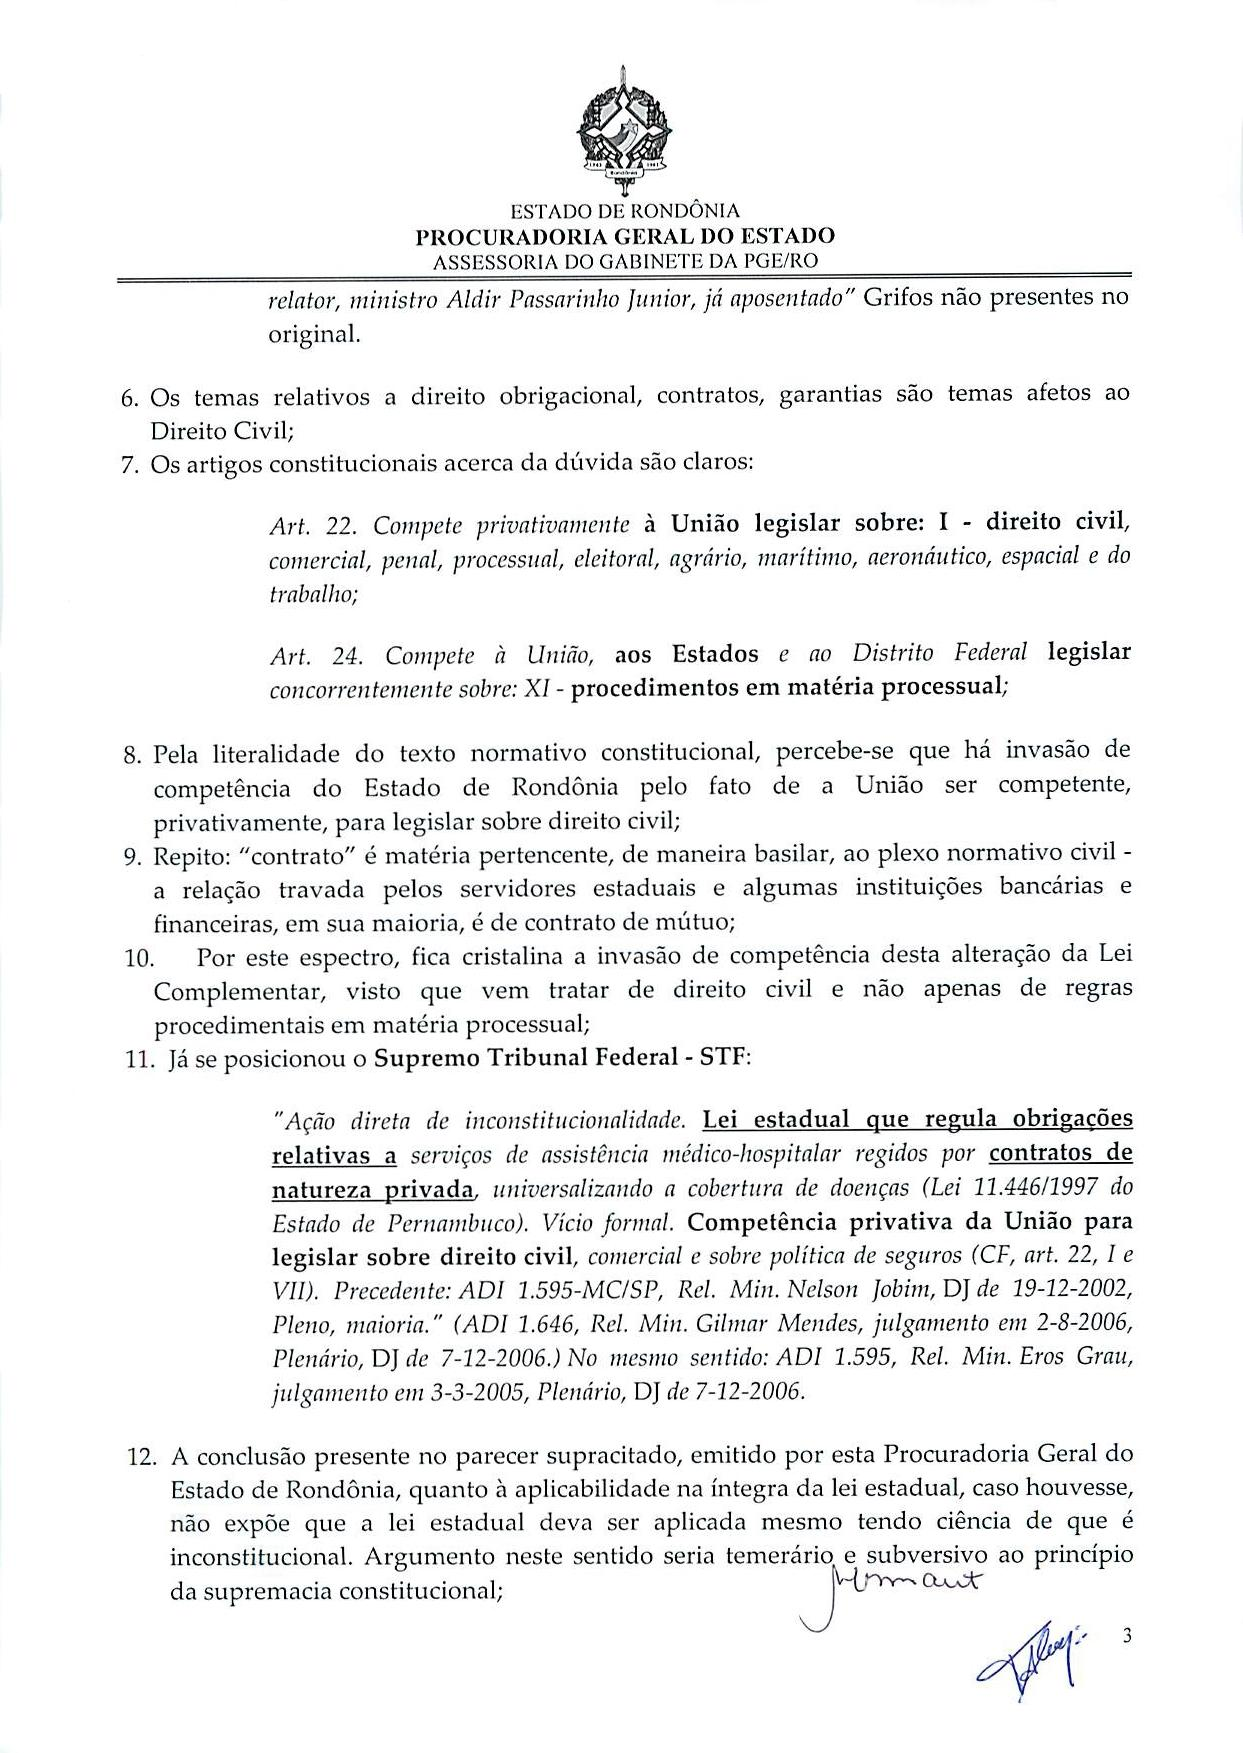 1943
1981
Rondônia
ESTADO DE RONDÔNIA
PROCURADORIA GERAL DO ESTADO
ASSESSORIA DO GABINETE DA PGE/RO
relator, ministro Aldir Passarinho Junior, já aposentado" Grifos não presentes no
original.
6. Os temas relativos a direito obrigacional, contratos, garantias são temas afetos ao
Direito Civil;
7. Os artigos constitucionais acerca da dúvida são claros:
Art. 22. Compete privativamente à União legislar sobre: I - direito civil,
comercial, penal, processual, eleitoral, agrário, marítimo, aeronáutico, espacial e do
trabalho;
Art. 24. Compete à União, aos Estados e ao Distrito Federal legislar
concorrentemente sobre: XI - procedimentos em matéria processual;
8. Pela literalidade do texto normativo constitucional, percebe-se que há invasão de
competência do Estado de Rondônia pelo fato de a União ser competente,
privativamente, para legislar sobre direito civil;
9. Repito: "contrato" é matéria pertencente, de maneira basilar, ao plexo normativo civil -
a relação travada pelos servidores estaduais e algumas instituições bancárias e
financeiras, em sua maioria, é de contrato de mútuo;
10. Por este espectro, fica cristalina a invasão de competência desta alteração da Lei
Complementar, visto que vem tratar de direito civil e não apenas de regras
procedimentais em matéria processual;
11. Já se posicionou o Supremo Tribunal Federal - STF:
"Ação direta de inconstitucionalidade. Lei estadual que regula obrigações
relativas a serviços de assistência médico-hospitalar regidos por contratos de
natureza privada, universalizando a cobertura de doenças (Lei 11.446/1997 do
Estado de Pernambuco). Vício formal. Competência privativa da União para
legislar sobre direito civil, comercial e sobre política de seguros (CF, art. 22, I e
VII). Precedente: ADI 1.595-MC/SP, Rel. Min. Nelson Jobim, DJ de 19-12-2002,
Pleno, maioria." (ADI 1.646, Rel. Min. Gilmar Mendes, julgamento em 2-8-2006,
Plenário, DJ de 7-12-2006.) No mesmo sentido: ADI 1.595, Rel. Min. Eros Grau,
julgamento em 3-3-2005, Plenário, DJ de 7-12-2006.
12. A conclusão presente no parecer supracitado, emitido por esta Procuradoria Geral do
Estado de Rondônia, quanto à aplicabilidade na íntegra da lei estadual, caso houvesse,
não expõe que a lei estadual deva ser aplicada mesmo tendo ciência de que é
inconstitucional. Argumento neste sentido seria temerário e subversivo ao princípio
da supremacia constitucional;
3